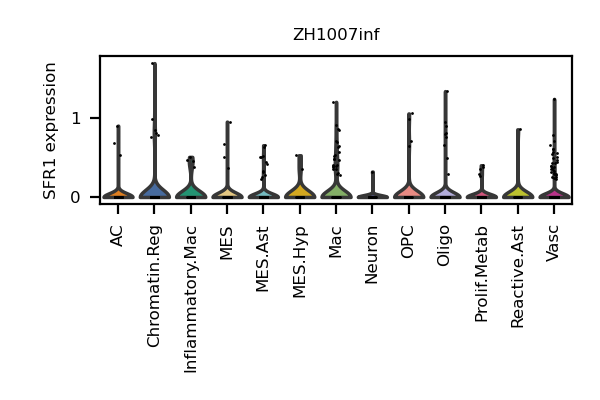 ZH1007inf
SFR1 expression
1
0
AC
Chromatin.Reg
Inflammatory.Mac
MES
MES.Ast
MES.Hyp
Mac
Neuron
OPC
Oligo
Prolif.Metab
Reactive.Ast
Vasc